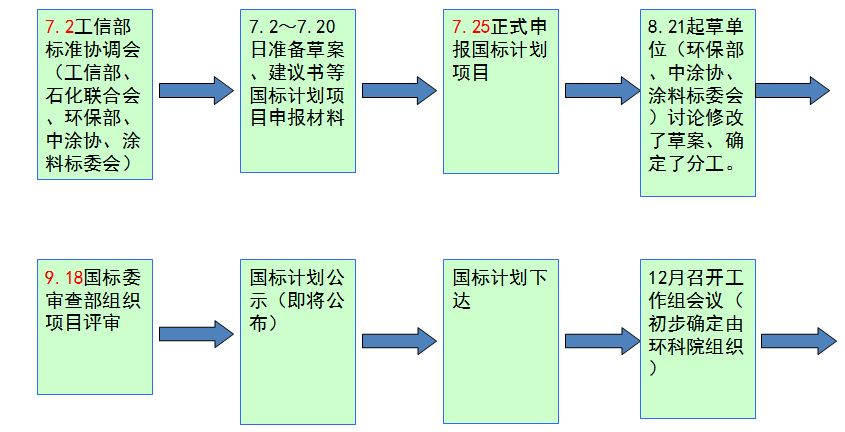 7.2工信部
标准协调会
（工信部、
石化联合会
、环保部、
中涂协、涂
料标委会）
7.2～7.20
日准备草案
、建议书等
国标计划项
目申报材料
7.25正式申
报国标计划
项目
8.21起草单
位（环保部
、中涂协、
涂料标委会
）讨论修改
了草案、确
定了分工。
9.18国标委
审查部组织
项目评审
国标计划公
示（即将公
布）
国标计划下
达
12月召开工
作组会议（
初步确定由
环科院组织
）